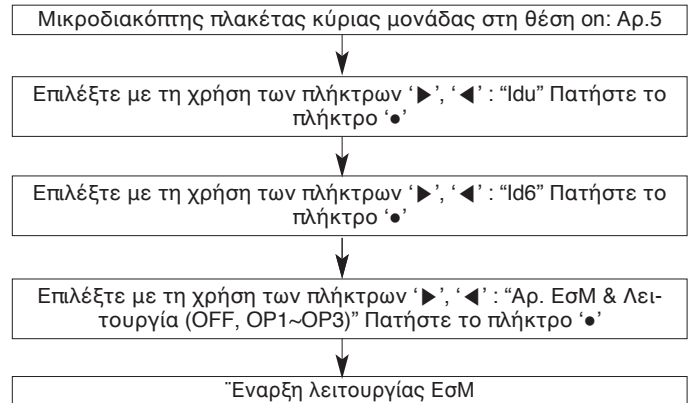 Μικροδιακόπτης πλακέτας κύριας μονάδας στη θέση on: Αρ.5
Επιλέξτε με τη χρήση των πλήκτρων ‘▶’, ‘◀’ : “Idu” Πατήστε το
πλήκτρο ‘●’
Επιλέξτε με τη χρήση των πλήκτρων ‘▶’, ‘◀’ : “Id6” Πατήστε το
πλήκτρο ‘●’
Επιλέξτε με τη χρήση των πλήκτρων ‘▶’, ‘◀’ : “Αρ. ΕσΜ & Λει-
τουργία (OFF, OP1~OP3)” Πατήστε το πλήκτρο ‘●’
¨Εναρξη λειτουργίας ΕσΜ